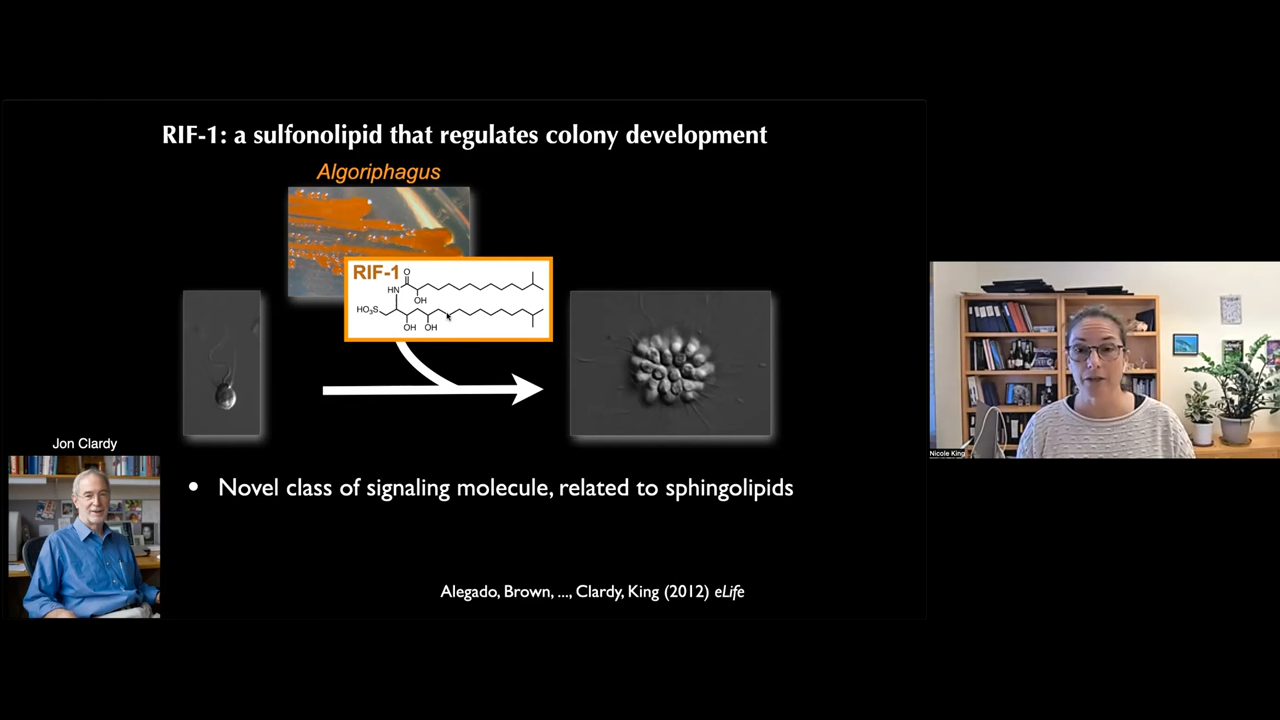 RIF-1: a sulfonolipid that regulates colony development
Algoriphagus
RIF-1
O
HN
OH
HO3S
OH
OH
Jon Clardy
Nicole King
• Novel class of signaling molecule, related to sphingolipids
Alegado, Brown, ..., Clardy, King (2012) eLife